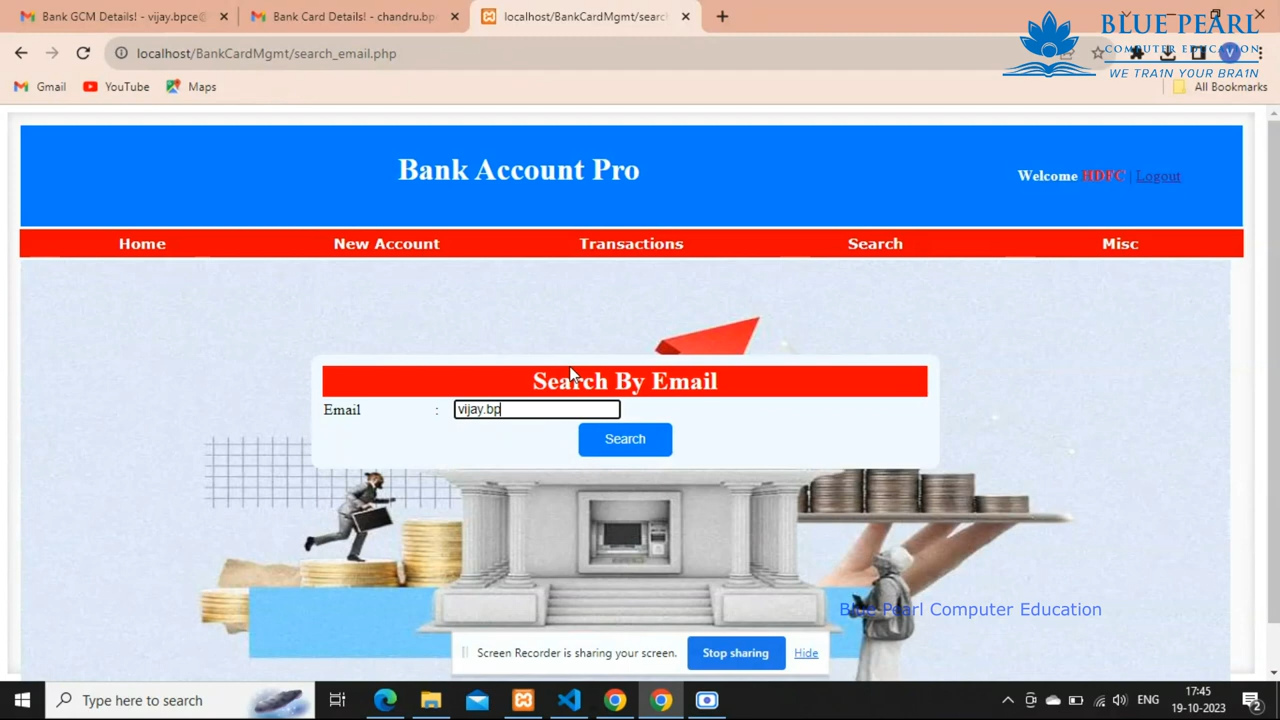 Bank GCM Details! - vijay.bpce@
Bank Card Details! - chandru.bp
localhost/BankCardMgmt/searc
BLUE PEARL
COMPUTER EDUCATION
WE TRAIN YOUR BRA1N
localhost/BankCardMgmt/search_email.php
V
Gmail
YouTube
Maps
All Bookmarks
Bank Account Pro
Welcome HDFC | Logout
Home
New Account
Transactions
Search
Misc
Search By Email
Email : vijay.bp
Search
Blue Pearl Computer Education
Screen Recorder is sharing your screen.
Stop sharing
Hide
Type here to search
ENG
17:45
19-10-2023
2